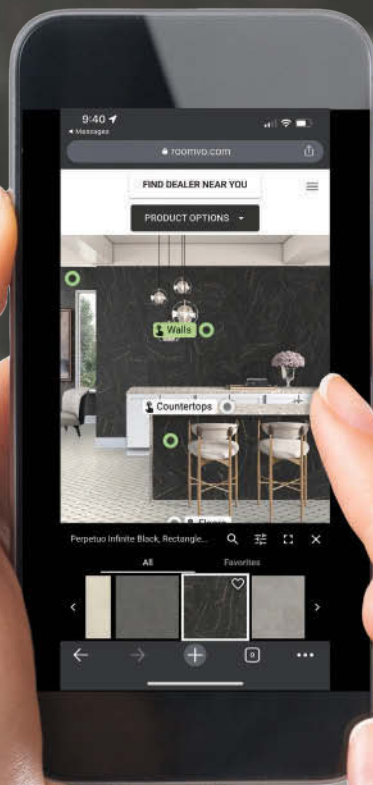 9:40
Messages
roomvo.com
FIND DEALER NEAR YOU
PRODUCT OPTIONS
Walls
Countertops
Floors
Perpetuo Infinite Black, Rectangle...
All
Favorites